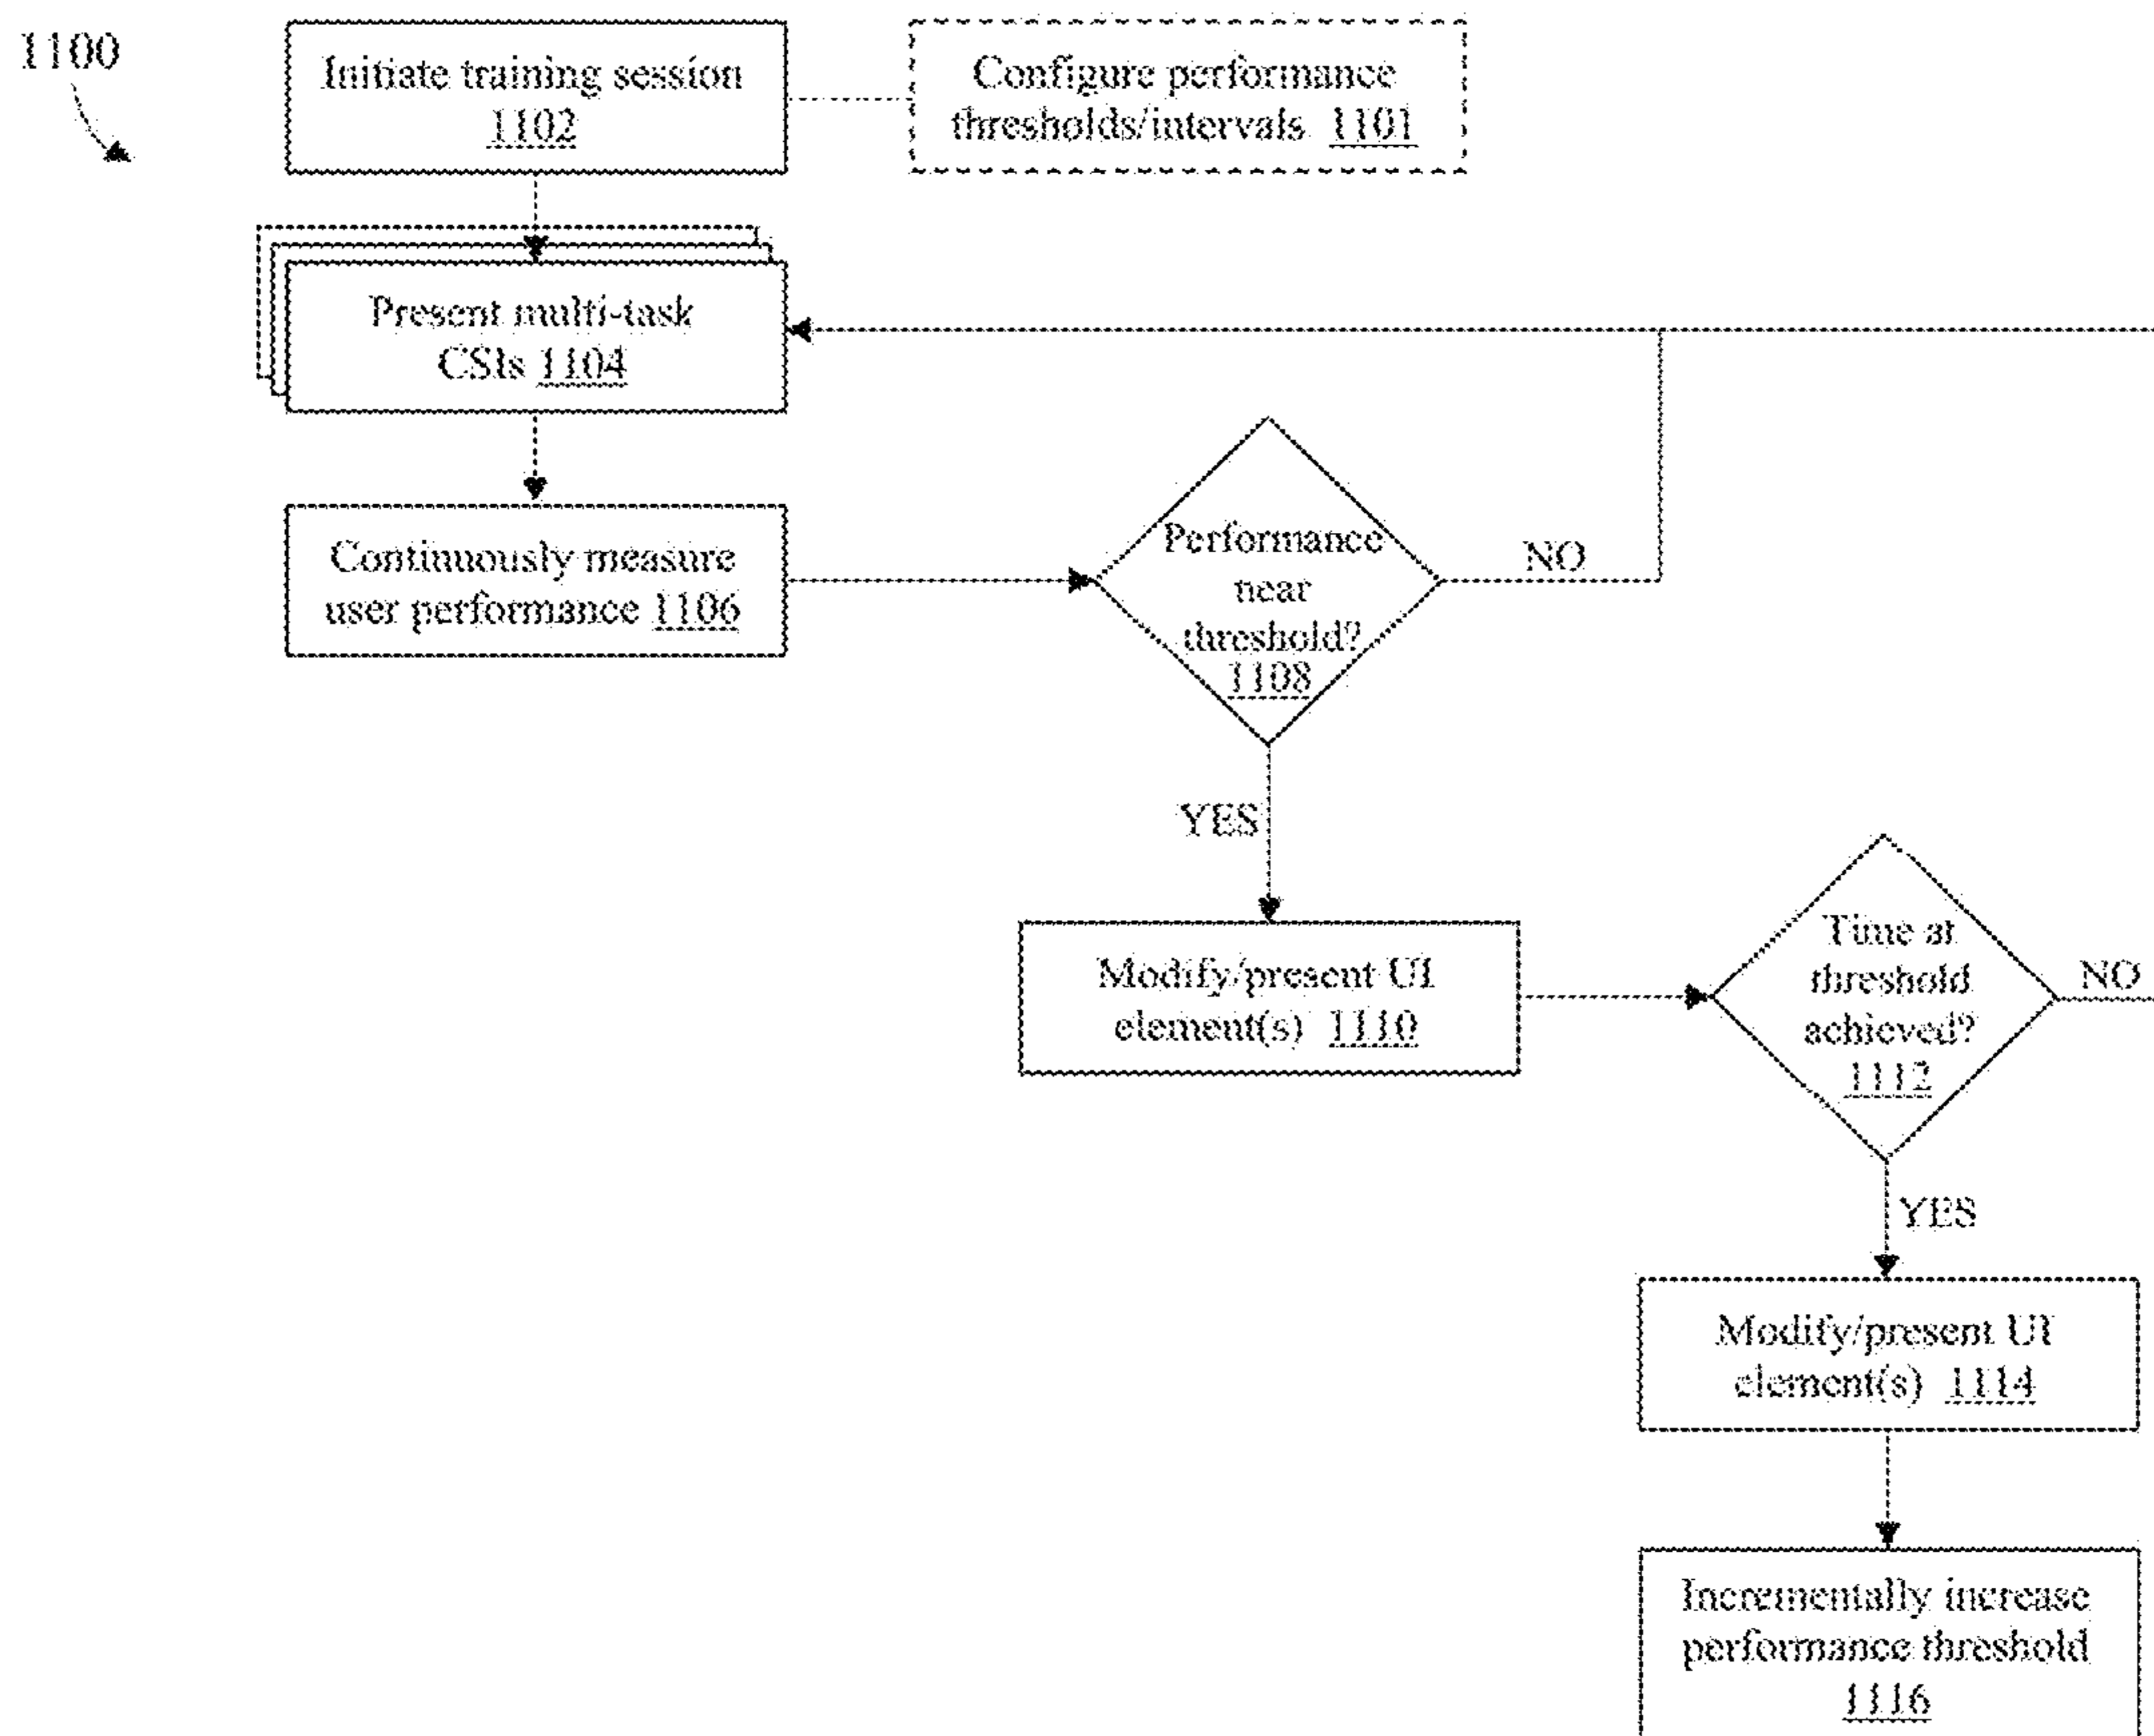 1100
Initiate training session
1102
Configure performance
thresholds/intervals 1101
Present multi-task
CSIs 1104
Continuously measure
user performance 1106
Performance
near
threshold?
1108
NO
YES
Modify/present UI
element(s) 1110
Time at
threshold
achieved?
1112
NO
YES
Modify/present UI
element(s) 1114
Incrementally increase
performance threshold
1116